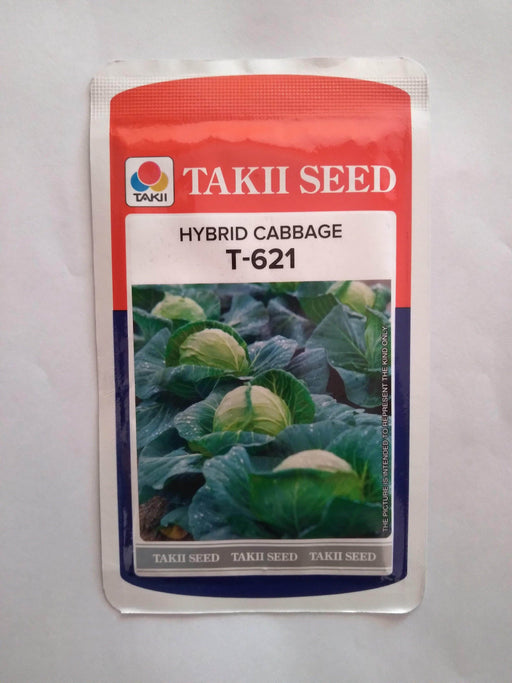 TAKII
TAKII SEED
HYBRID CABBAGE
T-621
THE PICTURE IS INTENDED TO REPRESENT THE KIND ONLY.
TAKII SEED TAKII SEED TAKII SEED